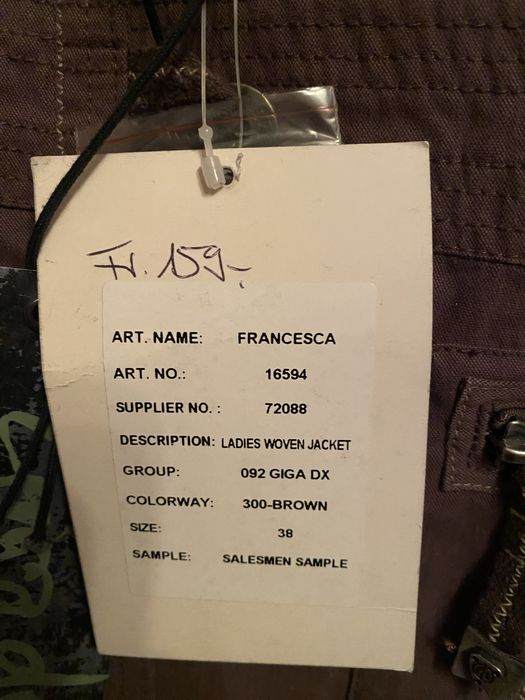 Fr. 159.-
ART. NAME: FRANCESCA
ART. NO.: 16594
SUPPLIER NO. : 72088
DESCRIPTION: LADIES WOVEN JACKET
GROUP: 092 GIGA DX
COLORWAY: 300-BROWN
SIZE: 38
SAMPLE: SALESMEN SAMPLE